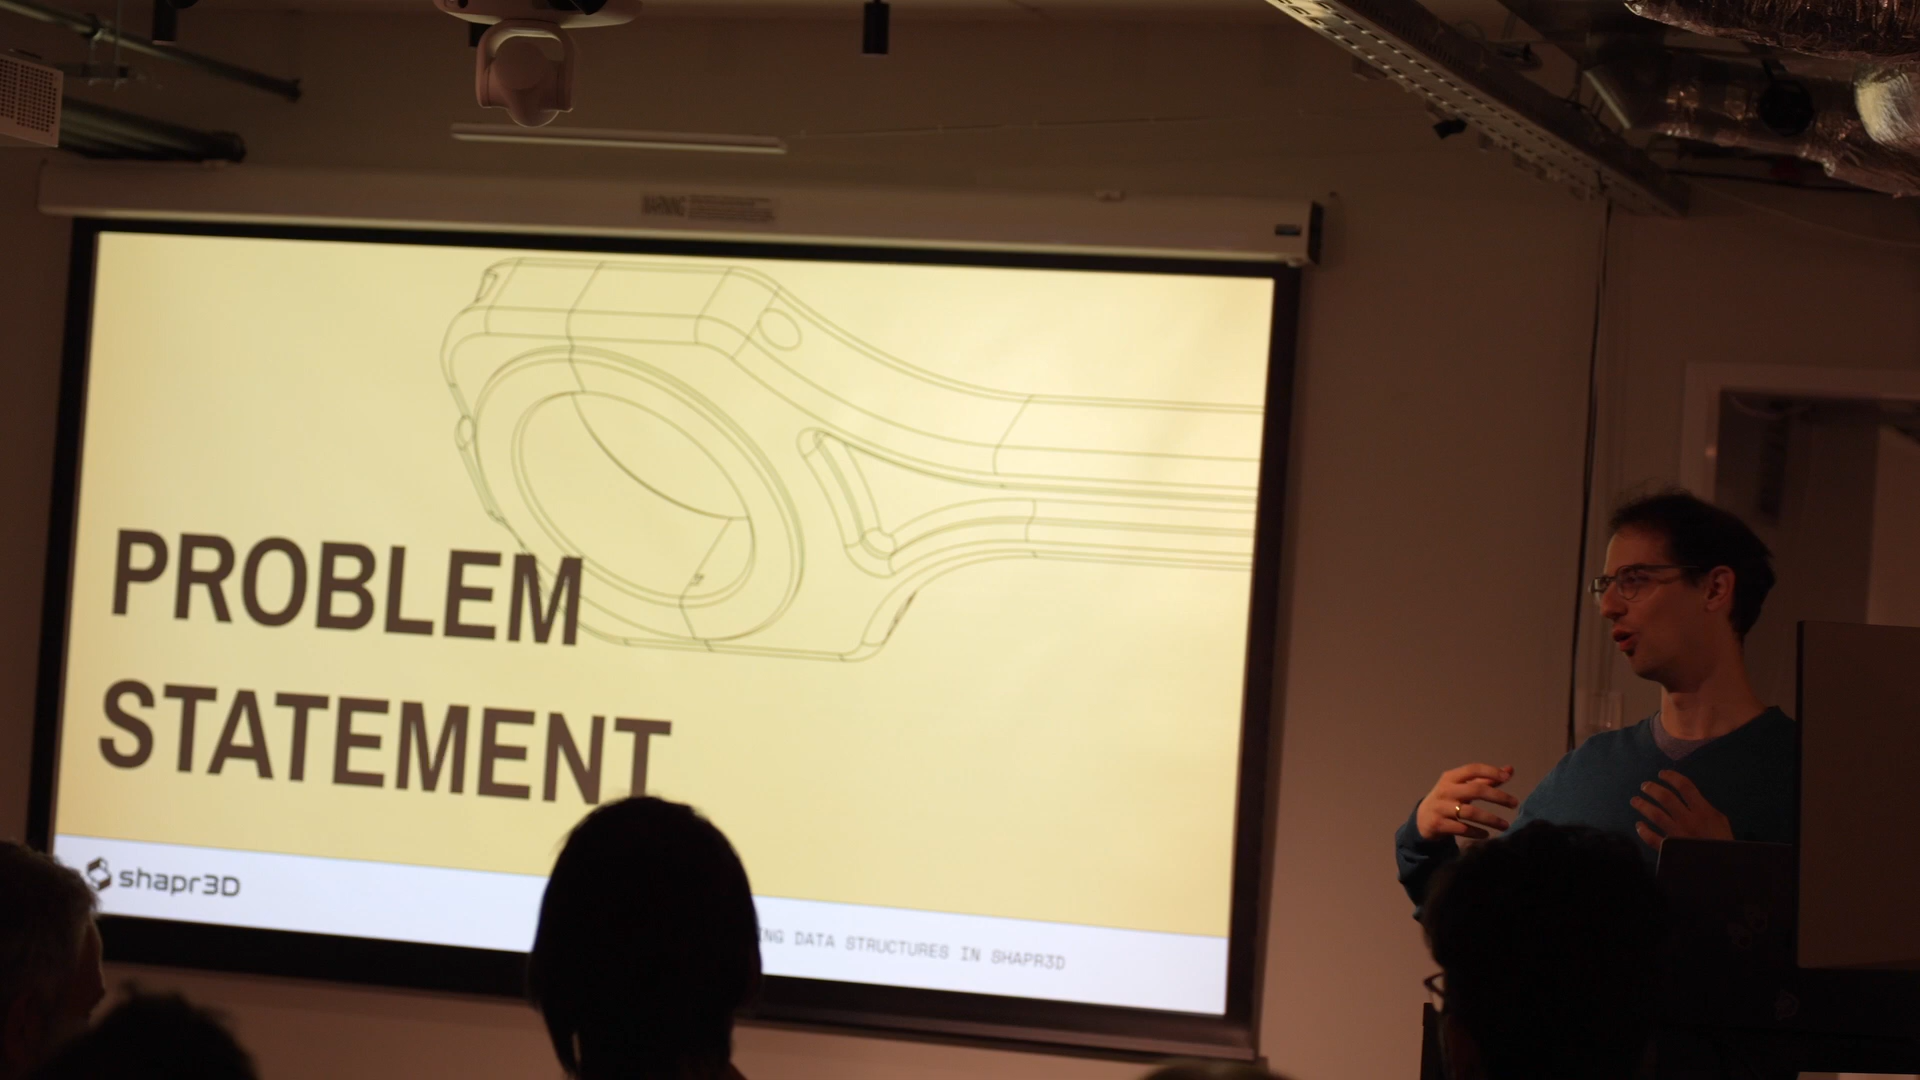 PROBLEM
STATEMENT
shapr3D
DATA STRUCTURES IN SHAPR3D